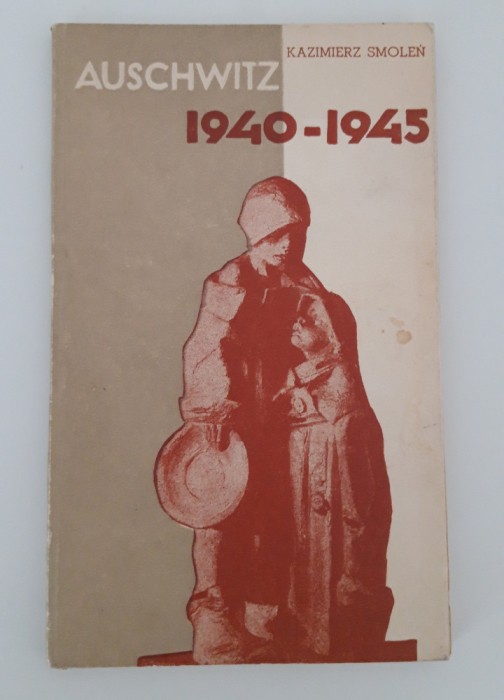 KAZIMIERZ SMOLEŃ
AUSCHWITZ
1940-1945